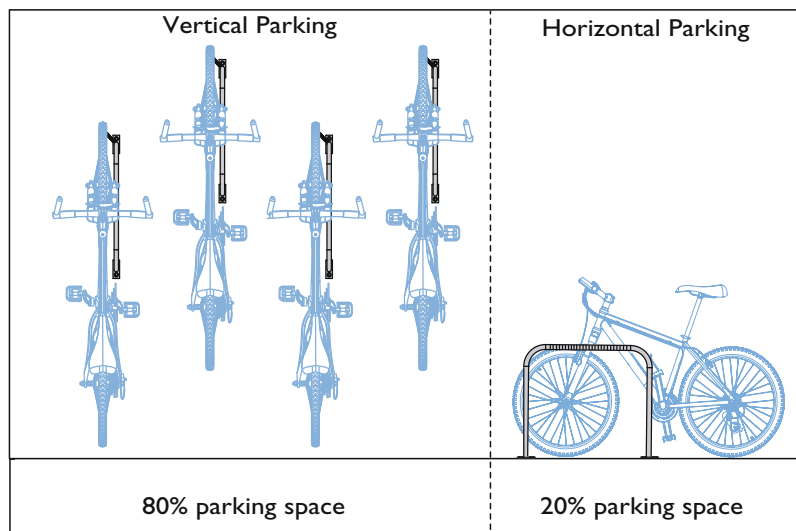 Vertical Parking
Horizontal Parking
80% parking space
20% parking space